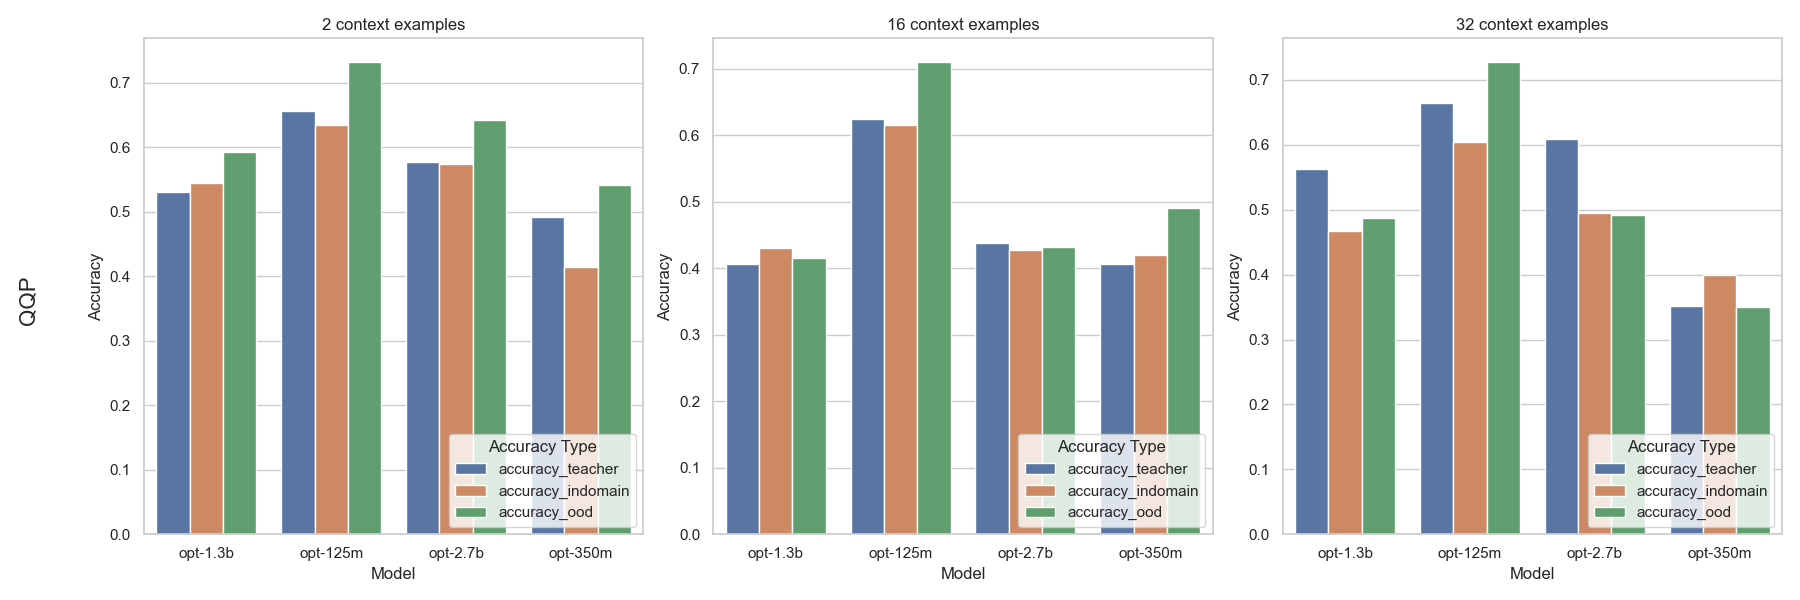 QQP
2 context examples
Accuracy
0.7
0.6
0.5
0.4
0.3
0.2
0.1
0.0
Accuracy Type
accuracy_teacher
accuracy_indomain
accuracy_ood
opt-1.3b opt-125m opt-2.7b opt-350m
Model
16 context examples
Accuracy
0.7
0.6
0.5
0.4
0.3
0.2
0.1
0.0
Accuracy Type
accuracy_teacher
accuracy_indomain
accuracy_ood
opt-1.3b opt-125m opt-2.7b opt-350m
Model
32 context examples
Accuracy
0.7
0.6
0.5
0.4
0.3
0.2
0.1
0.0
Accuracy Type
accuracy_teacher
accuracy_indomain
accuracy_ood
opt-1.3b opt-125m opt-2.7b opt-350m
Model